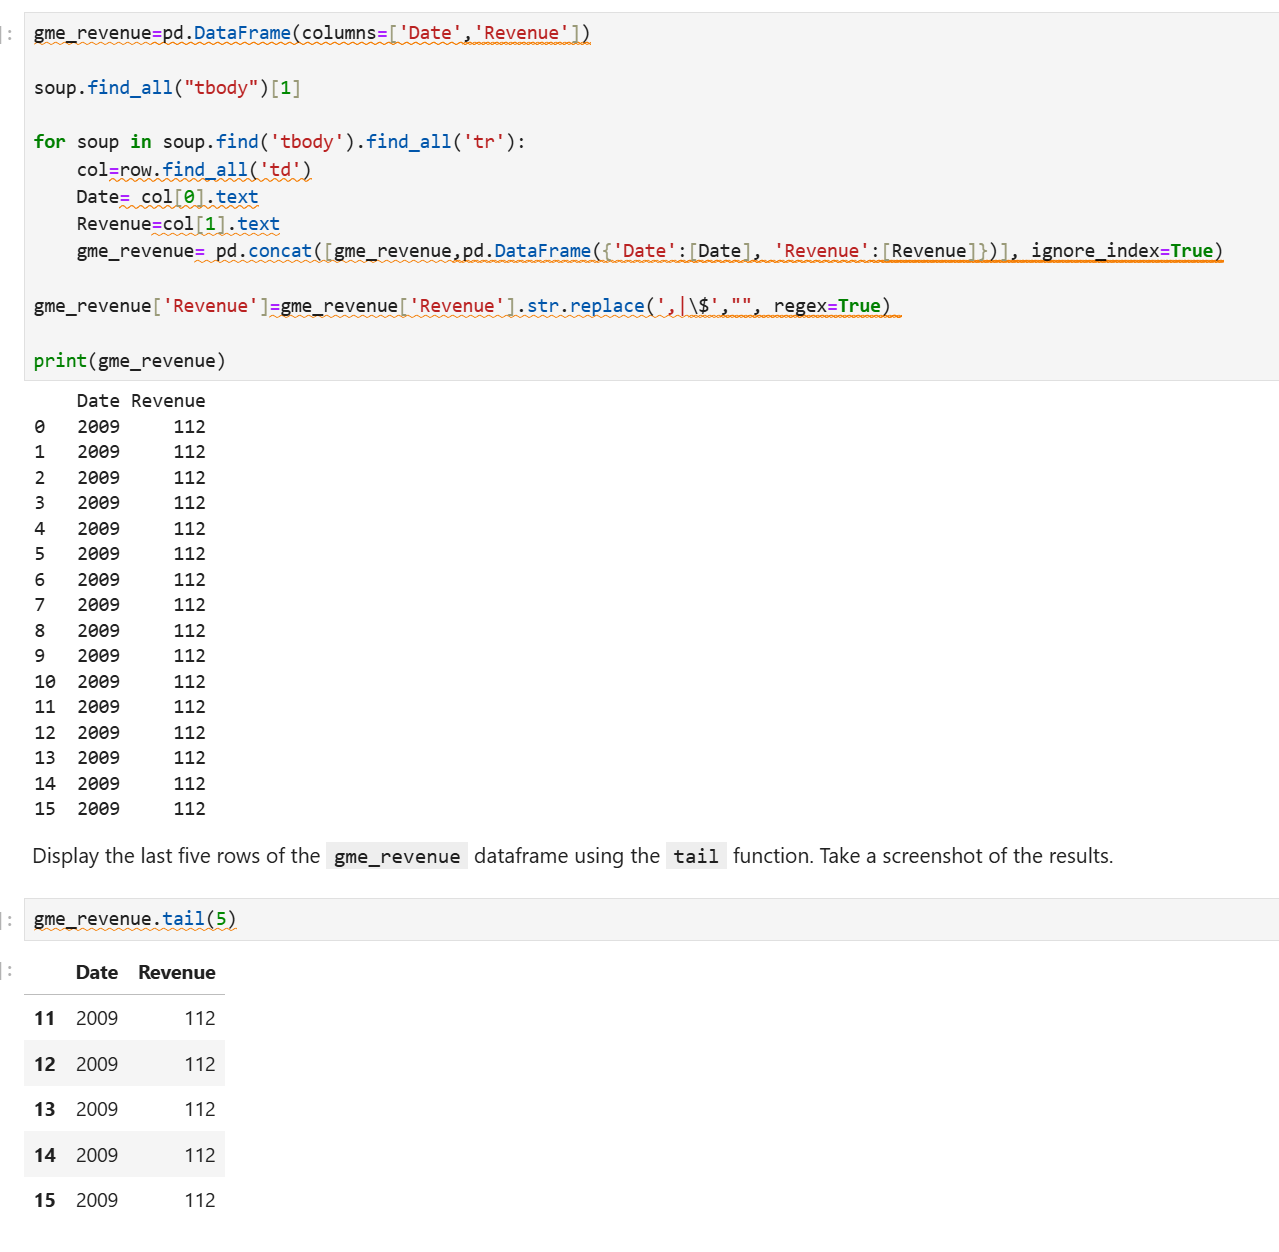 ]:
gme_revenue=pd.DataFrame(columns=['Date','Revenue'])
soup.find_all("tbody")[1]
for soup in soup.find('tbody').find_all('tr'):
    col=row.find_all('td')
    Date= col[0].text
    Revenue=col[1].text
    gme_revenue= pd.concat([gme_revenue,pd.DataFrame({'Date':[Date], 'Revenue':[Revenue]})], ignore_index=True)
gme_revenue['Revenue']=gme_revenue['Revenue'].str.replace(',|\$',"", regex=True)
print(gme_revenue)
    Date Revenue
0   2009     112
1   2009     112
2   2009     112
3   2009     112
4   2009     112
5   2009     112
6   2009     112
7   2009     112
8   2009     112
9   2009     112
10  2009     112
11  2009     112
12  2009     112
13  2009     112
14  2009     112
15  2009     112
Display the last five rows of the gme_revenue dataframe using the tail function. Take a screenshot of the results.
]:
gme_revenue.tail(5)
]:
Date Revenue
11 2009 112
12 2009 112
13 2009 112
14 2009 112
15 2009 112